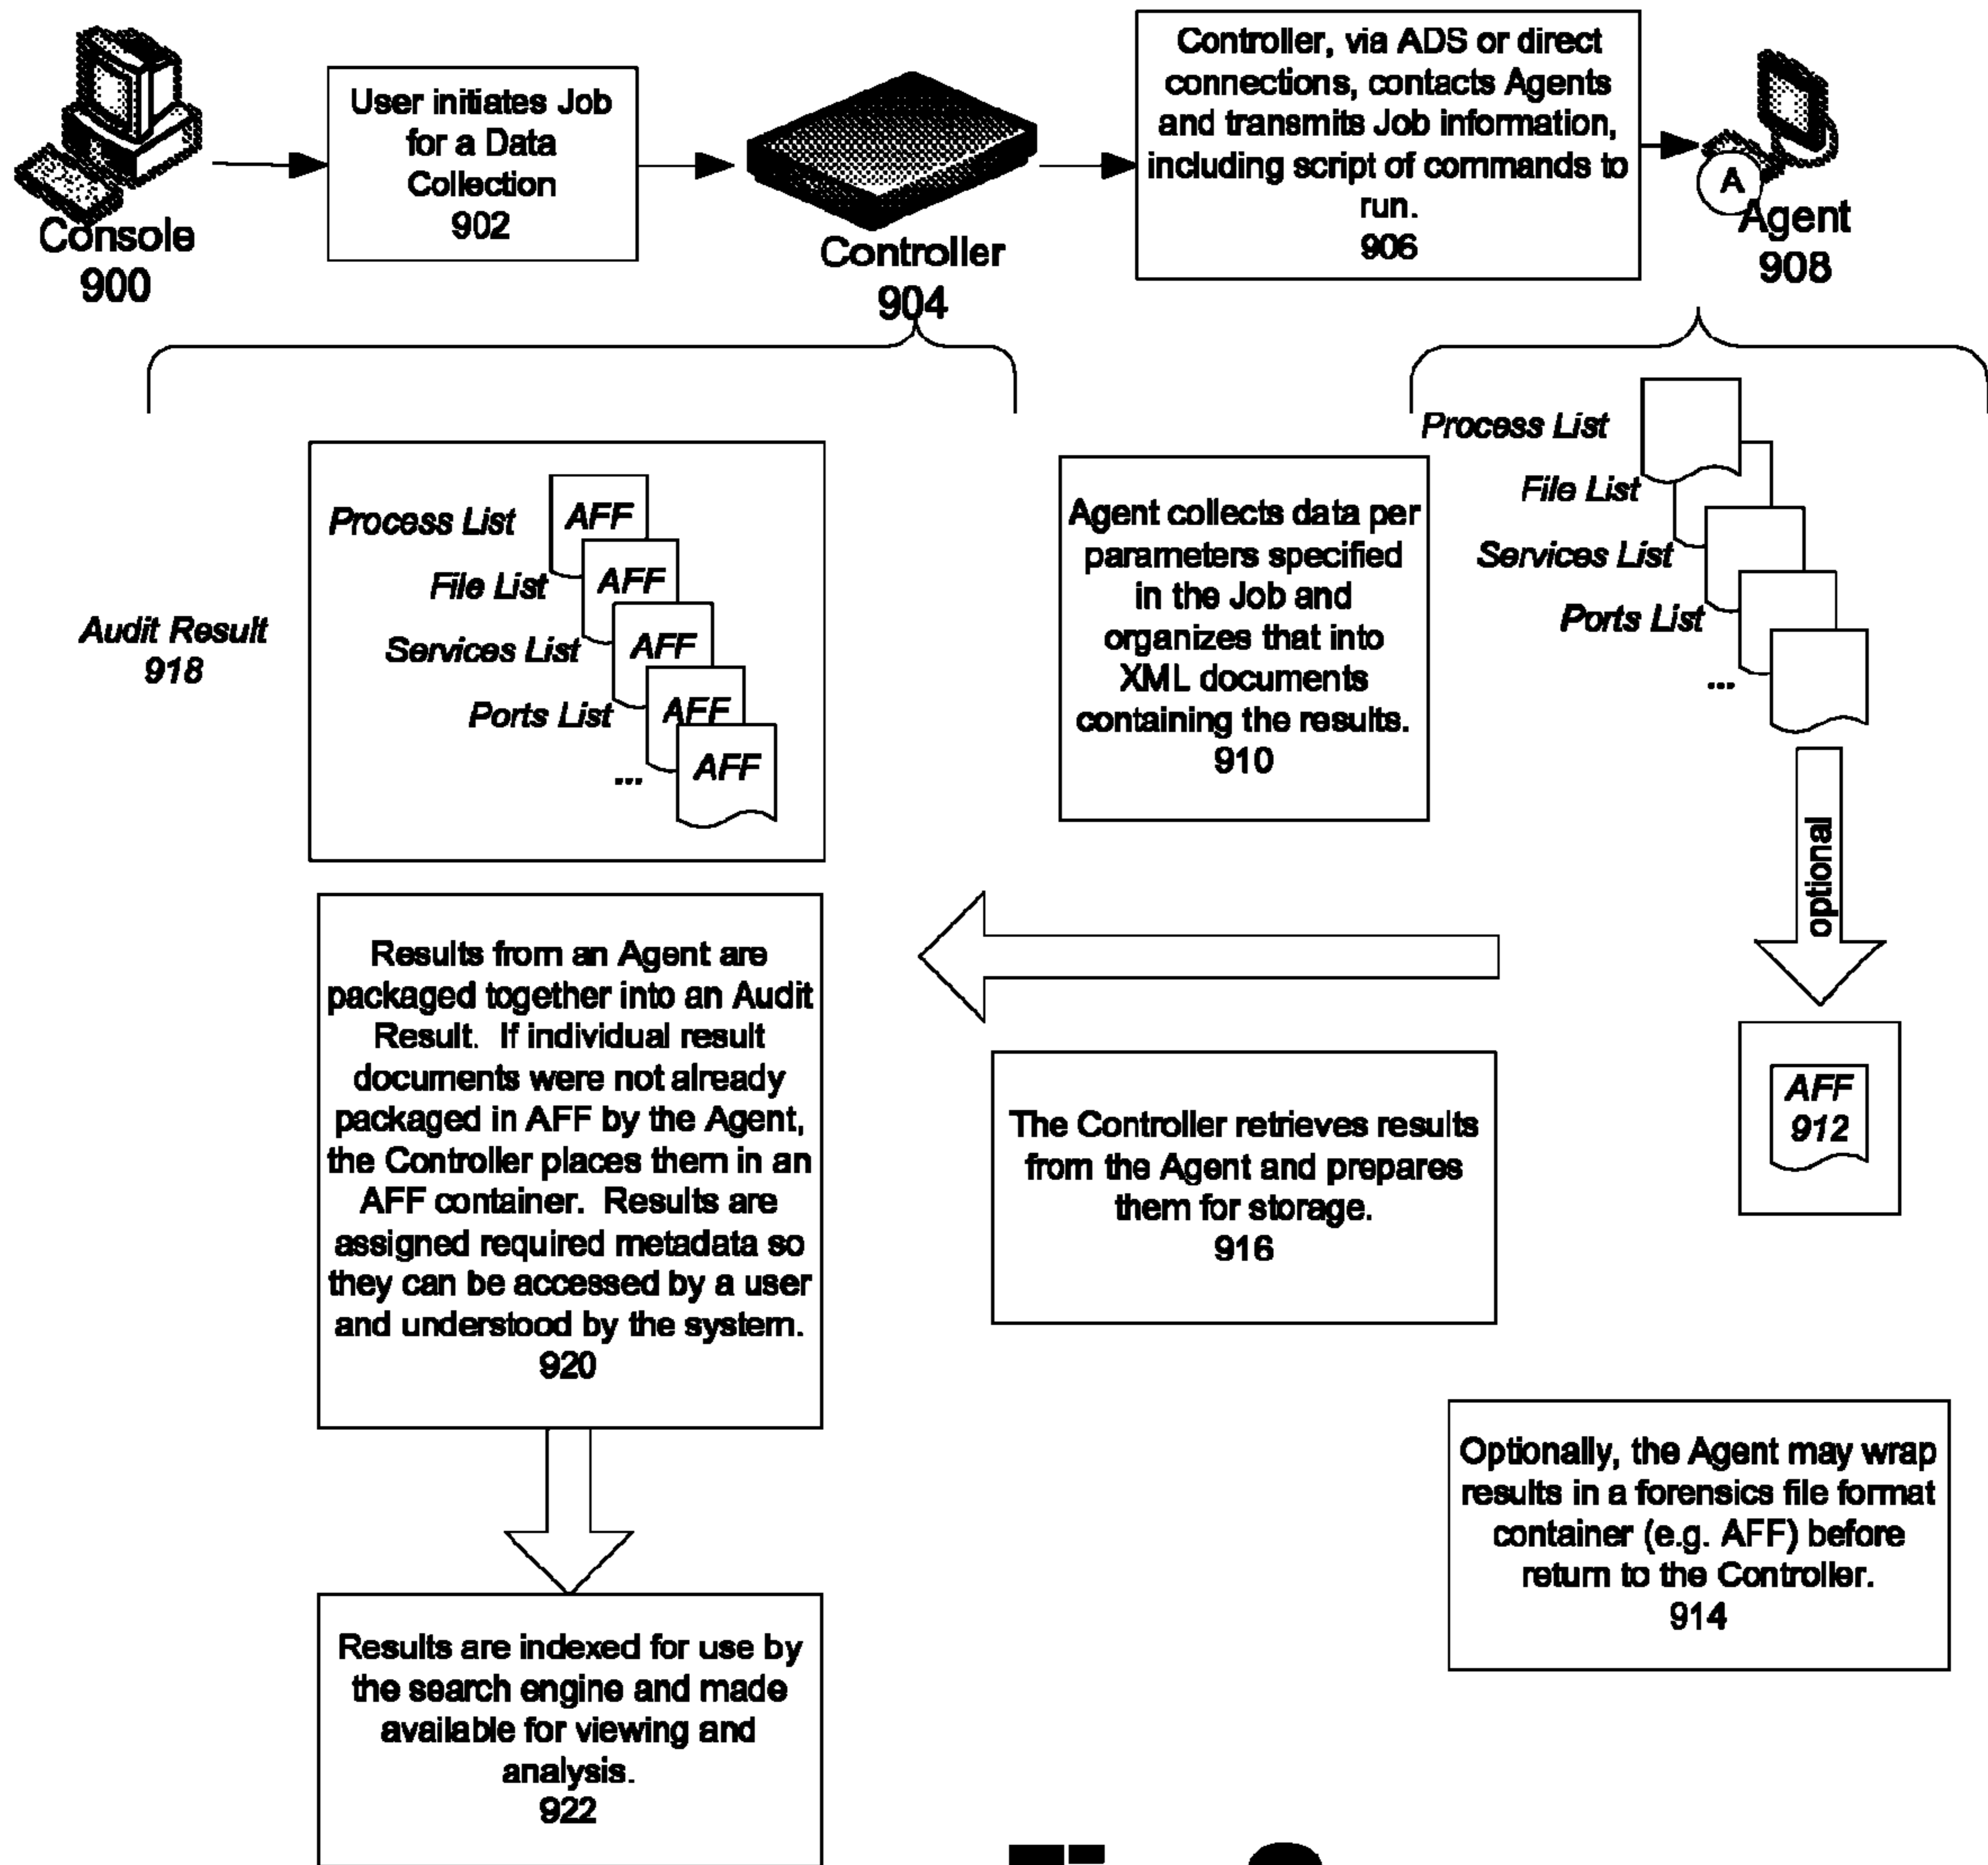 Console
900
User initiates Job
for a Data
Collection
902
Controller
904
Controller, via ADS or direct
connections, contacts Agents
and transmits Job information,
including script of commands to
run.
906
A
Agent
908
Process List
File List
Services List
Ports List
...
Agent collects data per
parameters specified
in the Job and
organizes that into
XML documents
containing the results.
910
Audit Result
918
Process List
AFF
File List
AFF
Services List
AFF
Ports List
AFF
...
AFF
optional
AFF
912
Results from an Agent are
packaged together into an Audit
Result. If individual result
documents were not already
packaged in AFF by the Agent,
the Controller places them in an
AFF container. Results are
assigned required metadata so
they can be accessed by a user
and understood by the system.
920
The Controller retrieves results
from the Agent and prepares
them for storage.
916
Optionally, the Agent may wrap
results in a forensics file format
container (e.g. AFF) before
return to the Controller.
914
Results are indexed for use by
the search engine and made
available for viewing and
analysis.
922